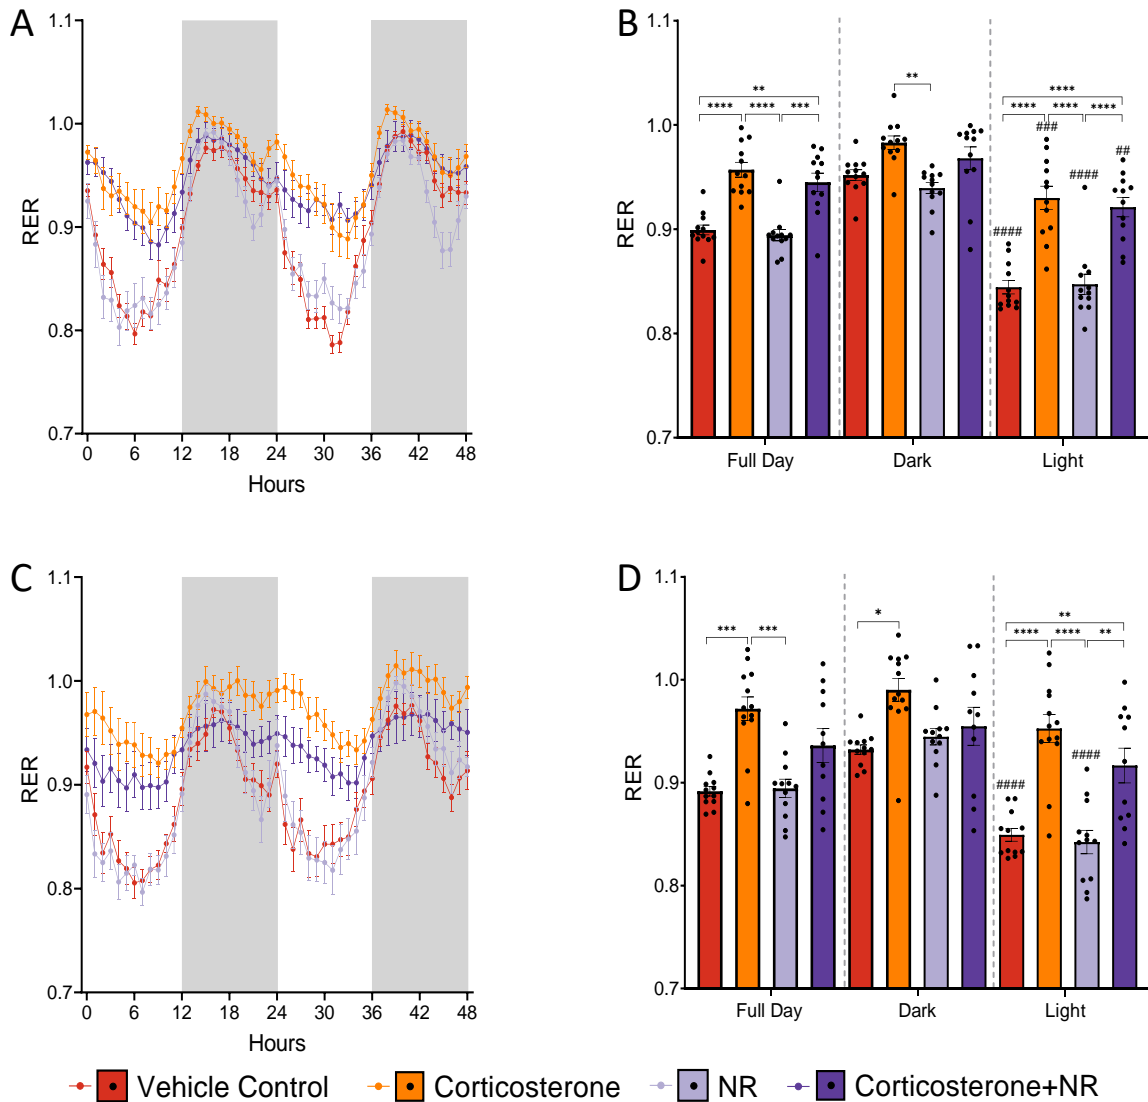 A
1.1
1.0
0.9
0.8
0.7
RER
0 6 12 18 24 30 36 42 48
Hours
B
1.1
1.0
0.9
0.8
0.7
RER
**
**** **** ***
**
****
**** **** ****
####
###
####
##
Full Day Dark Light
C
1.1
1.0
0.9
0.8
0.7
RER
0 6 12 18 24 30 36 42 48
Hours
D
1.1
1.0
0.9
0.8
0.7
RER
*** ***
*
**
**** **** **
####
####
Full Day Dark Light
Vehicle Control Corticosterone NR Corticosterone+NR